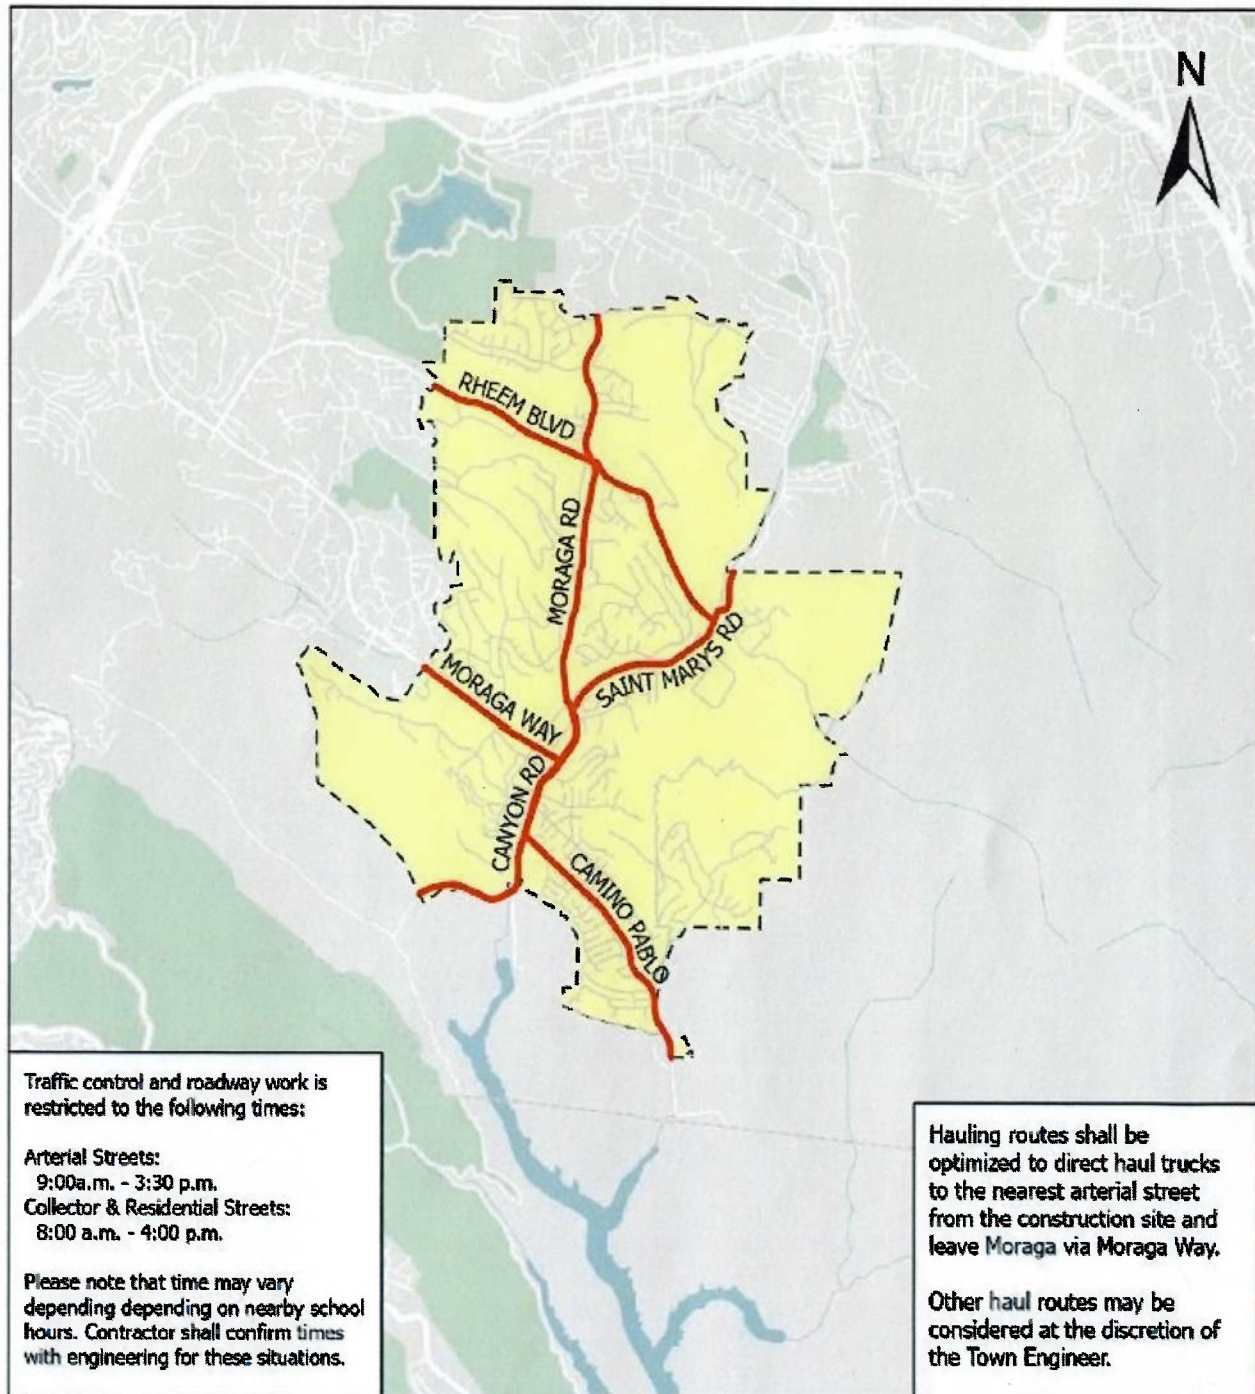 N
RHEEM BLVD
MORAGA RD
SAINT MARYS RD
MORAGA WAY
CANYON RD
CAMINO PABLO
Traffic control and roadway work is
restricted to the following times:
Arterial Streets:
9:00a.m. - 3:30 p.m.
Collector & Residential Streets:
8:00 a.m. - 4:00 p.m.
Please note that time may vary
depending depending on nearby school
hours. Contractor shall confirm times
with engineering for these situations.
Hauling routes shall be
optimized to direct haul trucks
to the nearest arterial street
from the construction site and
leave Moraga via Moraga Way.
Other haul routes may be
considered at the discretion of
the Town Engineer.